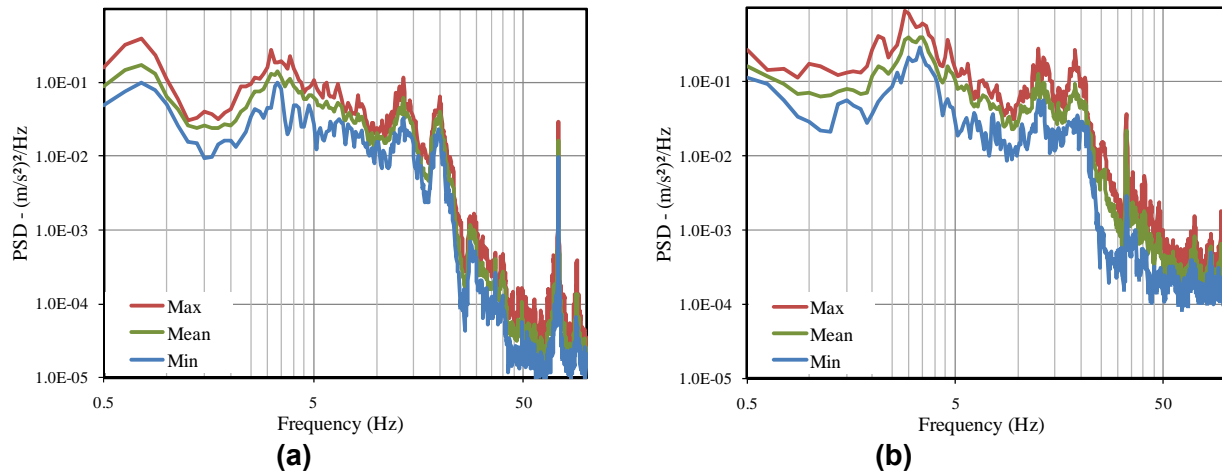 PSD - (m/s²)²/Hz
1.0E-01
1.0E-02
1.0E-03
1.0E-04
1.0E-05
Max
Mean
Min
0.5
5
50
Frequency (Hz)
(a)
PSD - (m/s²)²/Hz
1.0E-01
1.0E-02
1.0E-03
1.0E-04
1.0E-05
Max
Mean
Min
0.5
5
50
Frequency (Hz)
(b)